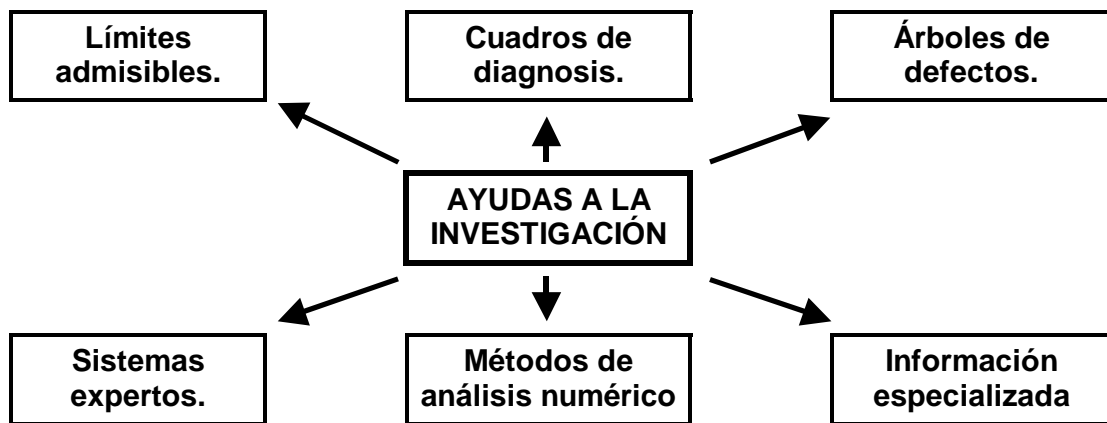 Límites
admisibles.
Cuadros de
diagnosis.
Árboles de
defectos.
AYUDAS A LA
INVESTIGACIÓN
Sistemas
expertos.
Métodos de
análisis numérico
Información
especializada